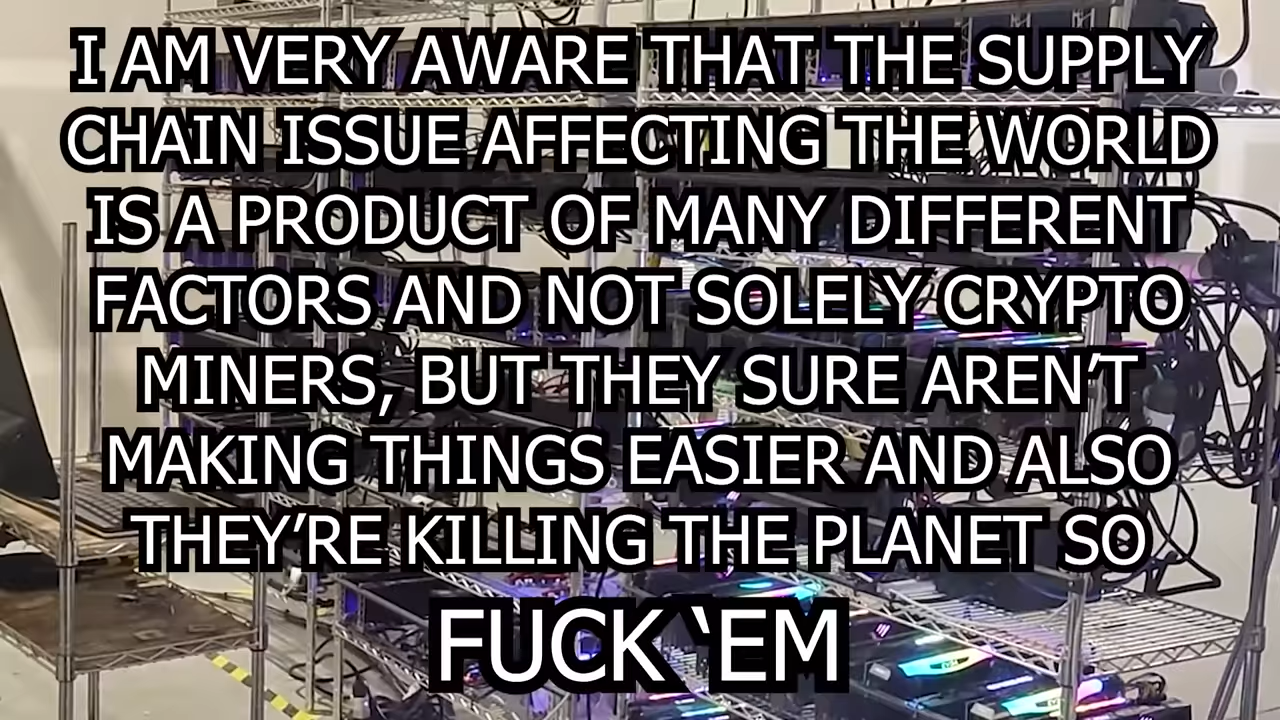 I AM VERY AWARE THAT THE SUPPLY
CHAIN ISSUE AFFECTING THE WORLD
IS A PRODUCT OF MANY DIFFERENT
FACTORS AND NOT SOLELY CRYPTO
MINERS, BUT THEY SURE AREN’T
MAKING THINGS EASIER AND ALSO
THEY’RE KILLING THE PLANET SO
FUCK ‘EM